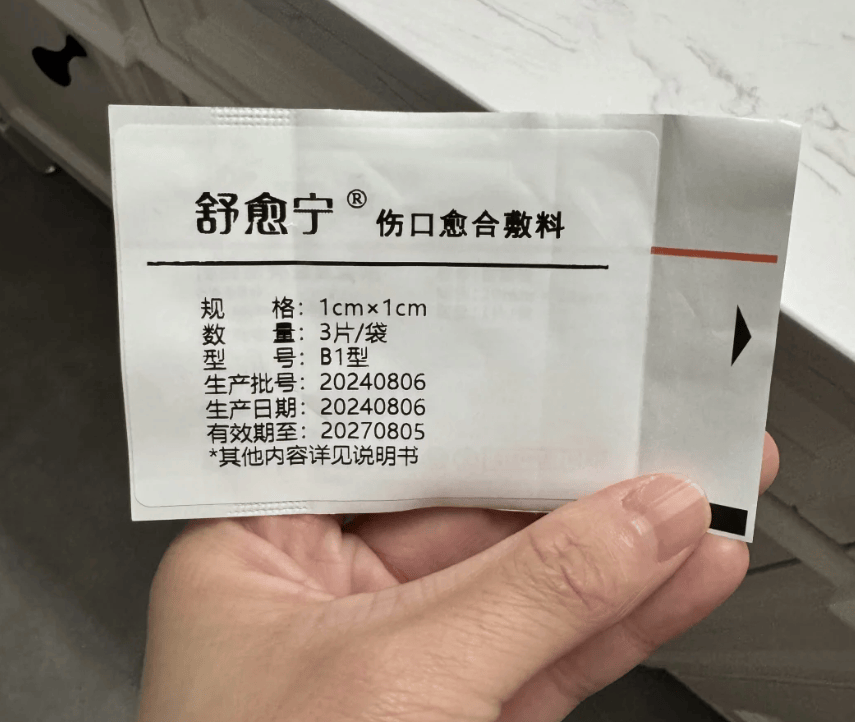 舒愈宁® 伤口愈合敷料
规 格：1cm×1cm
数 量：3片/袋
型 号：B1型
生产批号：20240806
生产日期：20240806
有效期至：20270805
*其他内容详见说明书